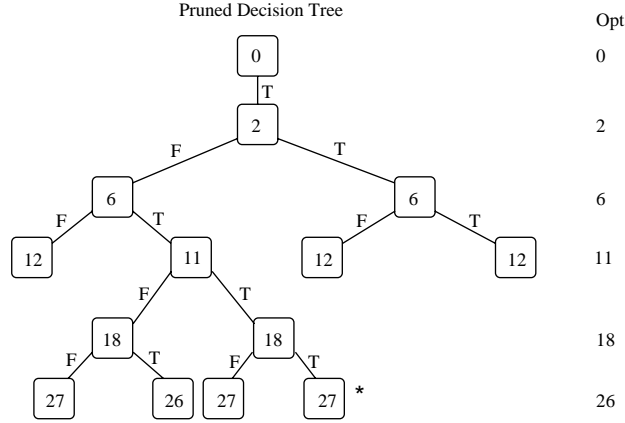 Pruned Decision Tree
Opt
0 0
T
2 2
F T
6 6 6
F T F T
12 11 12 12 11
F T
18 18 18
F T F T
27 26 27 27 * 26